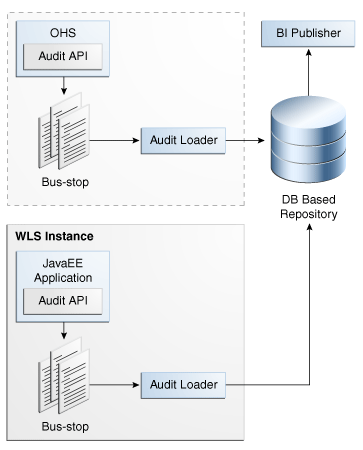 OHS
Audit API
Bus-stop
Audit Loader
BI Publisher
DB Based
Repository
WLS Instance
JavaEE
Application
Audit API
Bus-stop
Audit Loader